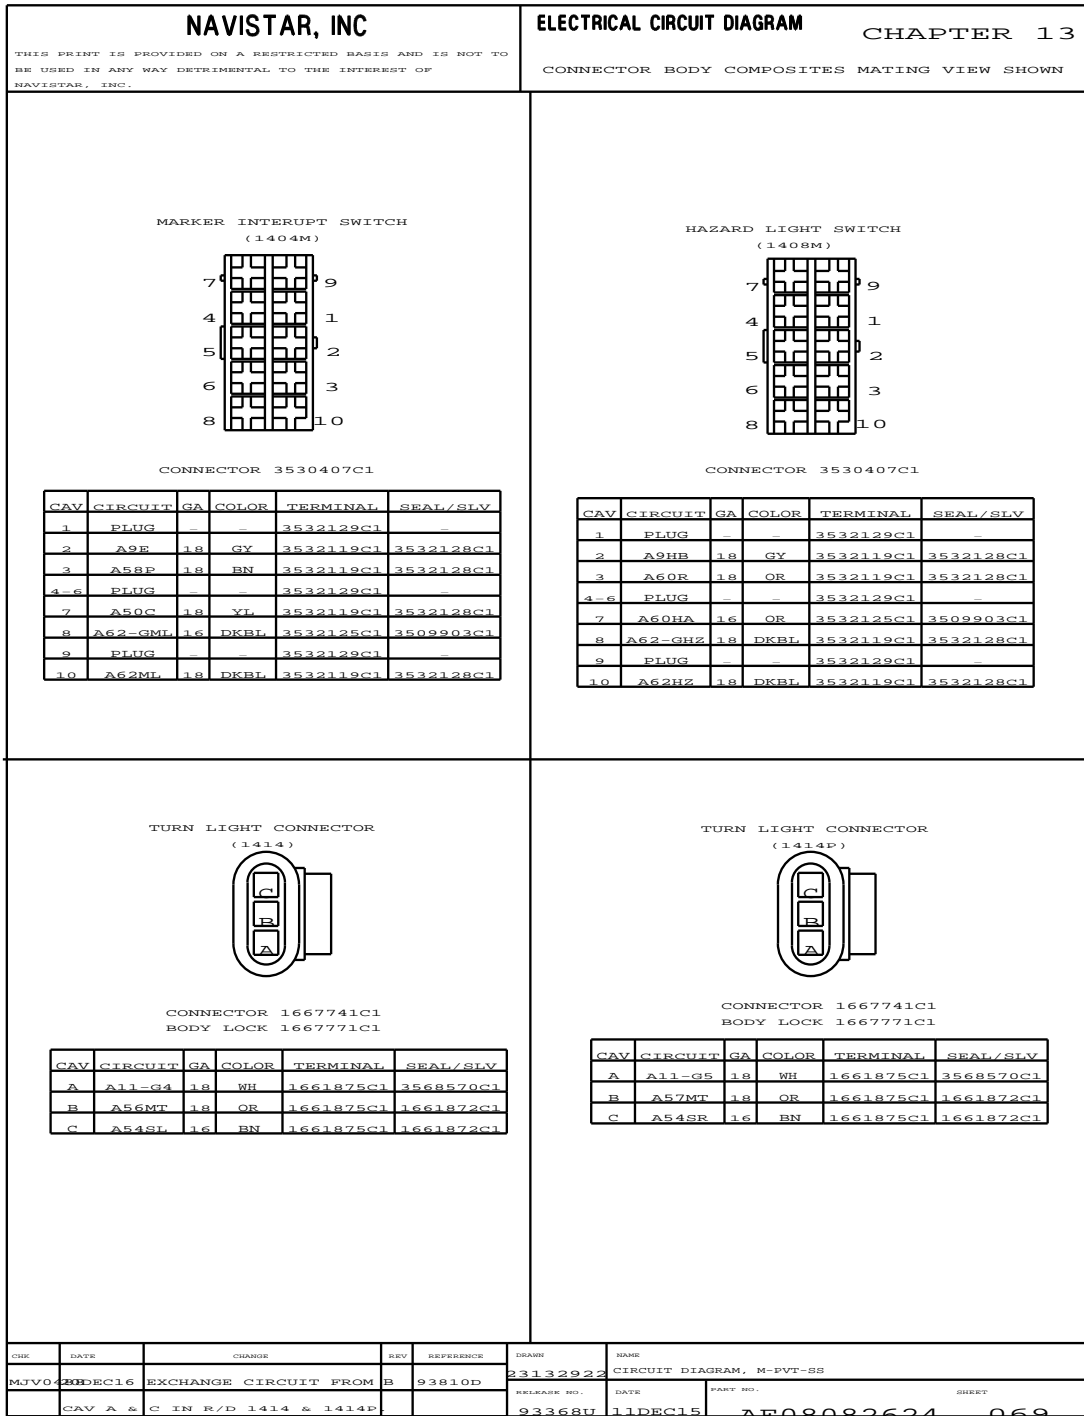 NAVISTAR, INC
THIS PRINT IS PROVIDED ON A RESTRICTED BASIS AND IS NOT TO
BE USED IN ANY WAY DETRIMENTAL TO THE INTEREST OF
NAVISTAR, INC.
ELECTRICAL CIRCUIT DIAGRAM
CHAPTER 13
CONNECTOR BODY COMPOSITES MATING VIEW SHOWN
MARKER INTERUPT SWITCH
(1404M)
7 9
4 1
5 2
6 3
8 10
CONNECTOR 3530407C1
CAV CIRCUIT GA COLOR TERMINAL SEAL/SLV
1 PLUG – – 3532129C1 –
2 A9E 18 GY 3532119C1 3532128C1
3 A58P 18 BN 3532119C1 3532128C1
4-6 PLUG – – 3532129C1 –
7 A50C 18 YL 3532119C1 3532128C1
8 A62-GML 16 DKBL 3532125C1 3509903C1
9 PLUG – – 3532129C1 –
10 A62ML 18 DKBL 3532119C1 3532128C1
HAZARD LIGHT SWITCH
(1408M)
7 9
4 1
5 2
6 3
8 10
CONNECTOR 3530407C1
CAV CIRCUIT GA COLOR TERMINAL SEAL/SLV
1 PLUG – – 3532129C1 –
2 A9HB 18 GY 3532119C1 3532128C1
3 A60R 18 OR 3532119C1 3532128C1
4-6 PLUG – – 3532129C1 –
7 A60HA 16 OR 3532125C1 3509903C1
8 A62-GHZ 18 DKBL 3532119C1 3532128C1
9 PLUG – – 3532129C1 –
10 A62HZ 18 DKBL 3532119C1 3532128C1
TURN LIGHT CONNECTOR
(1414)
C
B
A
CONNECTOR 1667741C1
BODY LOCK 1667771C1
CAV CIRCUIT GA COLOR TERMINAL SEAL/SLV
A A11-G4 18 WH 1661875C1 3568570C1
B A56MT 18 OR 1661875C1 1661872C1
C A54SL 16 BN 1661875C1 1661872C1
TURN LIGHT CONNECTOR
(1414P)
C
B
A
CONNECTOR 1667741C1
BODY LOCK 1667771C1
CAV CIRCUIT GA COLOR TERMINAL SEAL/SLV
A A11-G5 18 WH 1661875C1 3568570C1
B A57MT 18 OR 1661875C1 1661872C1
C A54SR 16 BN 1661875C1 1661872C1
CHK DATE CHANGE REV REFERENCE
EXCHANGE CIRCUIT FROM B 93810D
CAV A & C IN R/D 1414 & 1414P.
DRAWN
23132922
NAME
CIRCUIT DIAGRAM, M-PVT-SS
RELEASE NO.
93368U
DATE
11DEC15
PART NO.
AF08082624
SHEET
069